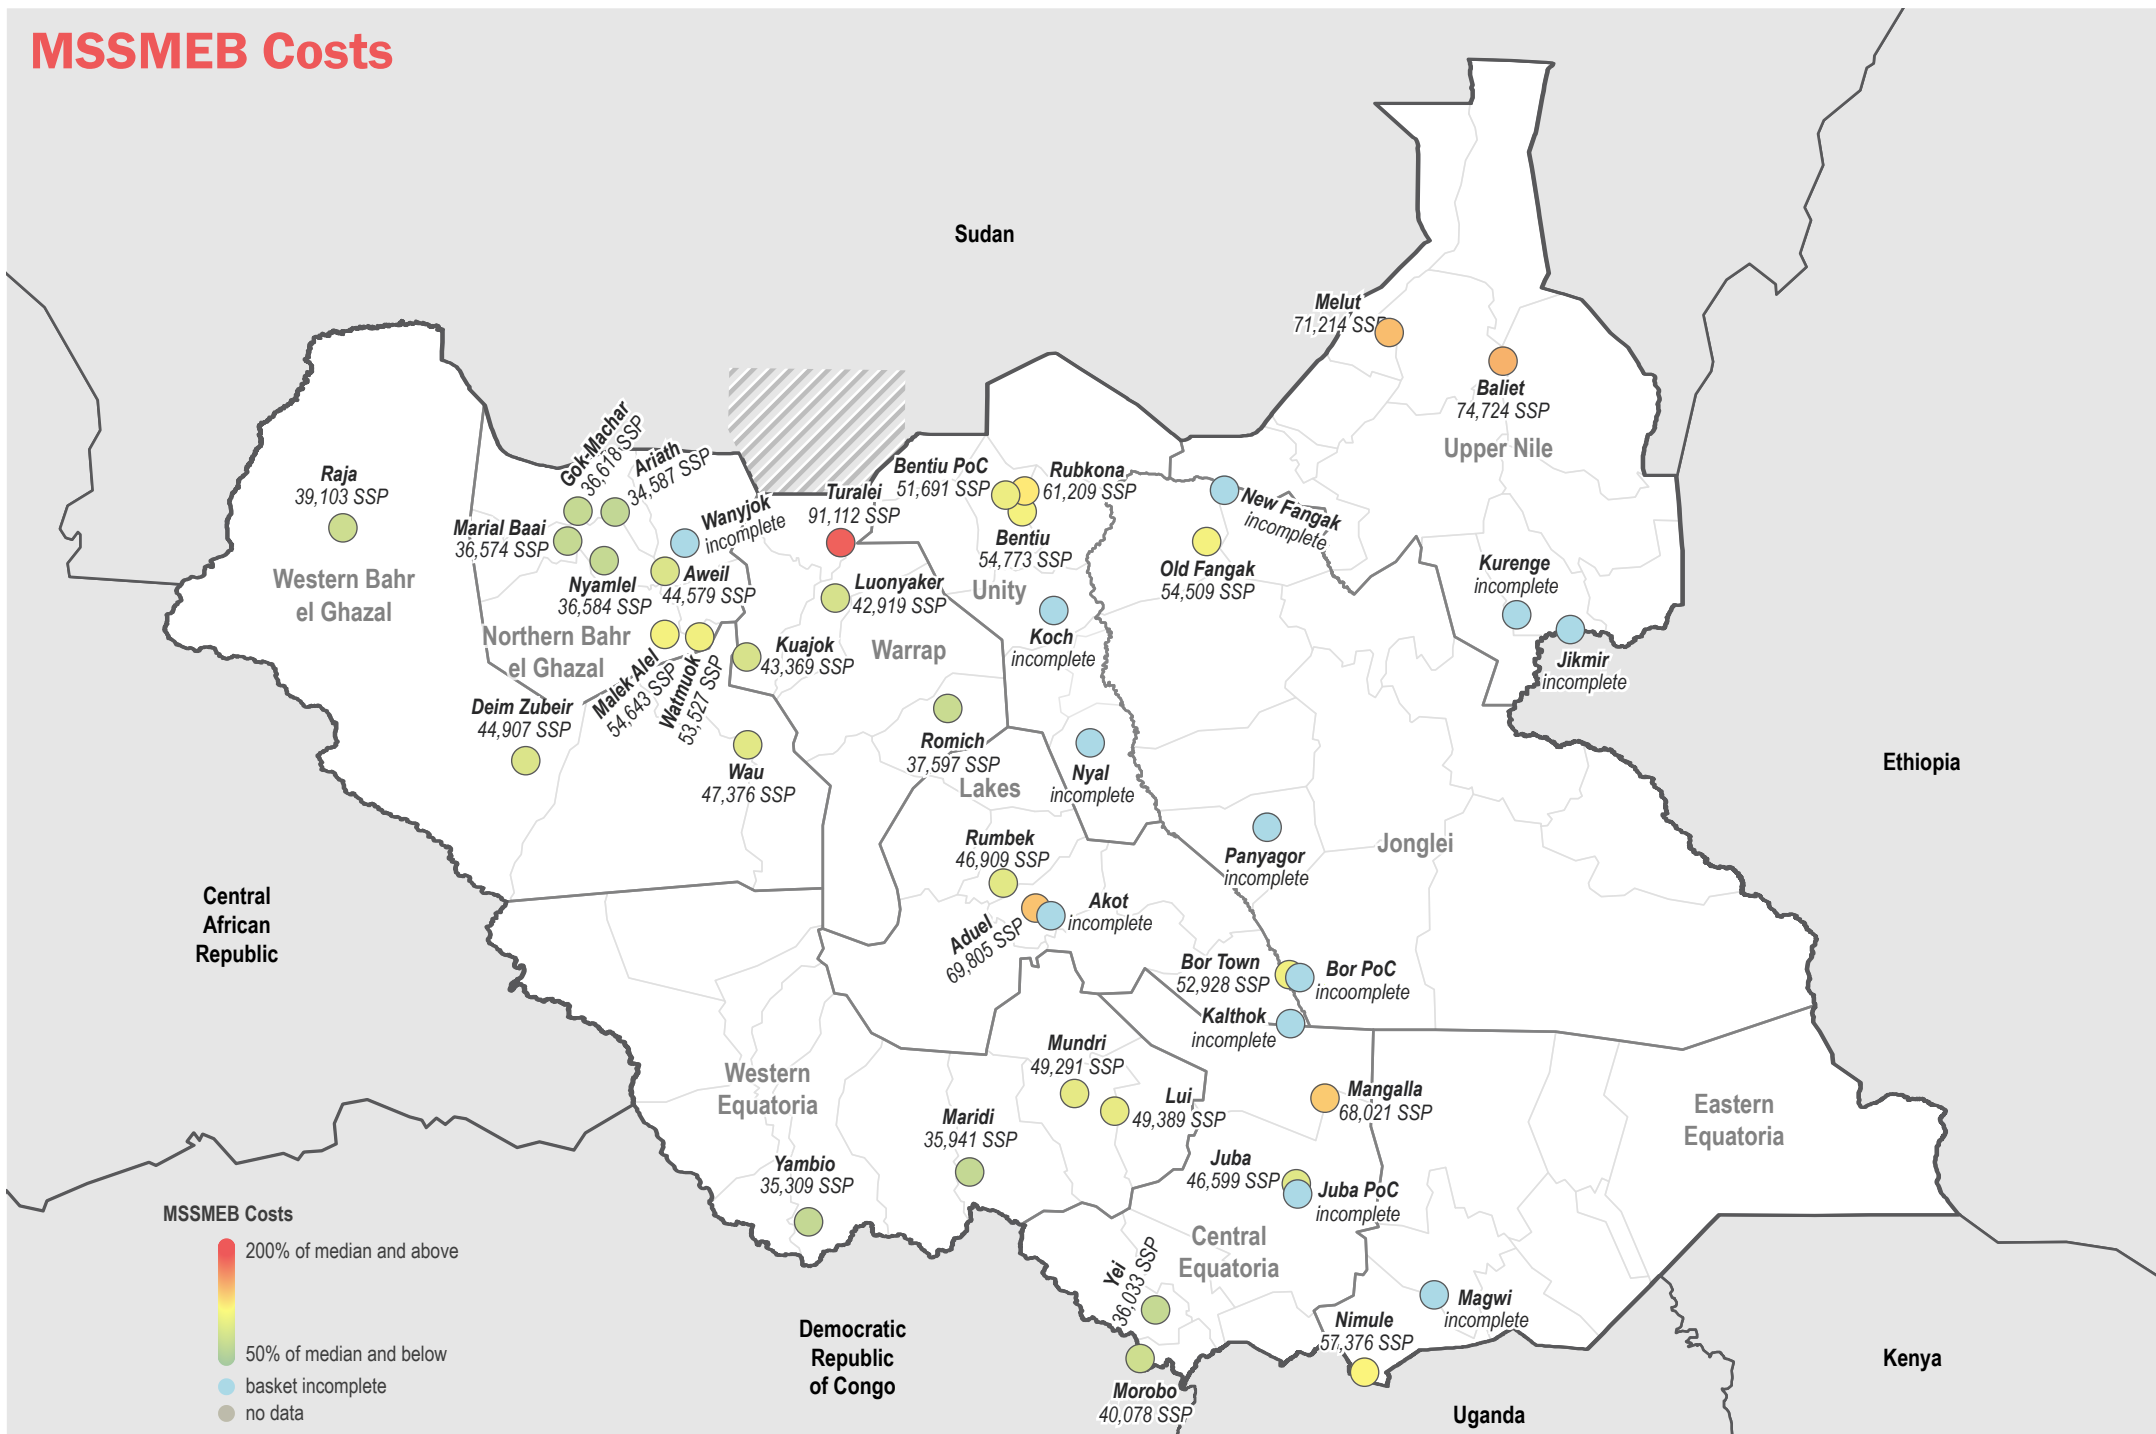 MSSMEB Costs
Sudan
Melut
71,214 SSP
Baliet
74,724 SSP
Upper Nile
Gok-Machar
36,618 SSP
Ariath
34,587 SSP
Raja
39,103 SSP
Marial Baai
36,574 SSP
Wanyjok
incomplete
Turalei
91,112 SSP
Bentiu PoC
51,691 SSP
Rubkona
61,209 SSP
Bentiu
54,773 SSP
New Fangak
incomplete
Old Fangak
54,509 SSP
Kurenge
incomplete
Jikmir
incomplete
Western Bahr
el Ghazal
Nyamlel
36,584 SSP
Aweil
44,579 SSP
Luonyaker
42,919 SSP
Unity
Koch
incomplete
Northern Bahr
el Ghazal
Malek Alel
54,643 SSP
Watmuok
53,527 SSP
Kuajok
43,369 SSP
Warrap
Deim Zubeir
44,907 SSP
Wau
47,376 SSP
Romich
37,597 SSP
Lakes
Nyal
incomplete
Ethiopia
Rumbek
46,909 SSP
Panyagor
incomplete
Jonglei
Central
African
Republic
Aduel
69,805 SSP
Akot
incomplete
Bor Town
52,928 SSP
Bor PoC
incoomplete
Kalthok
incomplete
Western
Equatoria
Mundri
49,291 SSP
Lui
49,389 SSP
Mangalla
68,021 SSP
Eastern
Equatoria
Maridi
35,941 SSP
Yambio
35,309 SSP
Juba
46,599 SSP
Juba PoC
incomplete
Central
Equatoria
Yei
36,033 SSP
Magwi
incomplete
Nimule
57,376 SSP
Morobo
40,078 SSP
Democratic
Republic
of Congo
Uganda
Kenya
MSSMEB Costs
200% of median and above
50% of median and below
basket incomplete
no data